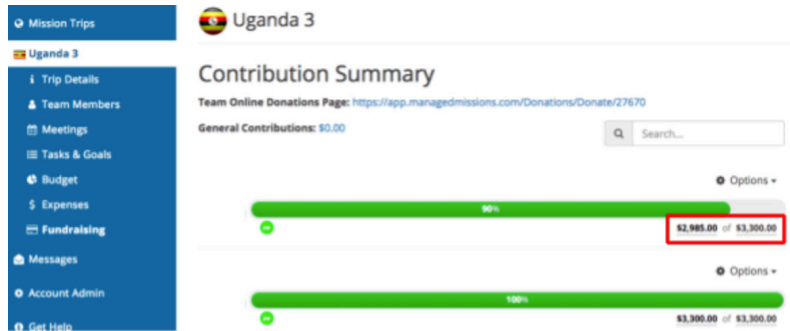 Mission Trips
Uganda 3
Trip Details
Team Members
Meetings
Tasks & Goals
Budget
$ Expenses
Fundraising
Messages
Account Admin
Get Help
Uganda 3
Contribution Summary
Team Online Donations Page: https://app.managedmissions.com/Donations/Donate/27670
General Contributions: $0.00
Search...
Options
90%
$2,985.00 of $3,300.00
Options
100%
$3,300.00 of $3,300.00